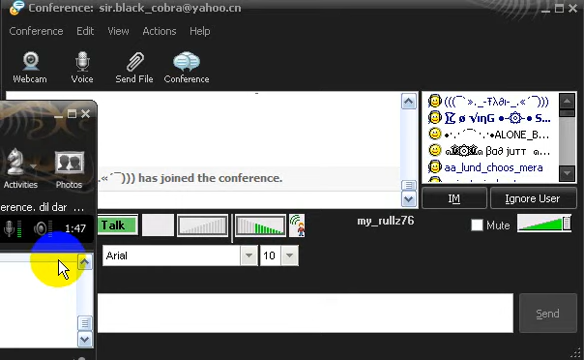 Conference: sir.black_cobra@yahoo.cn
Conference Edit View Actions Help
Webcam Voice Send File Conference
(((´¯`».¸_-Ŧλ∂ι-_.«´¯`)))
ALONE_B...
aa_lund_choos_mera
.«´¯`))) has joined the conference.
Activities Photos
IM Ignore User
erence. dil dar ...
1:47
Talk
my_rullz76
Mute
Arial 10
Send